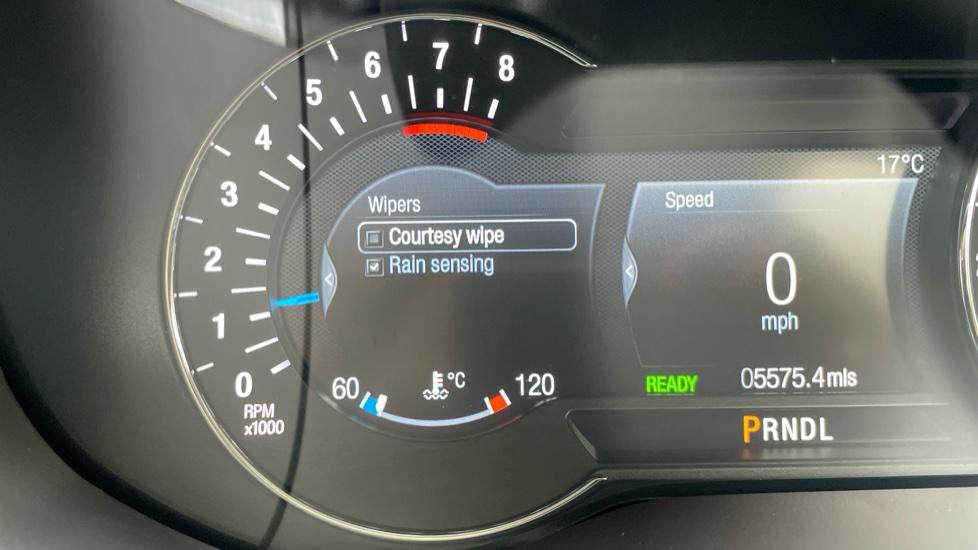 8
7
6
5
4
3
2
1
0
RPM
x1000
Wipers
Courtesy wipe
Rain sensing
60
°C
120
17°C
Speed
0
mph
READY
05575.4mls
PRNDL